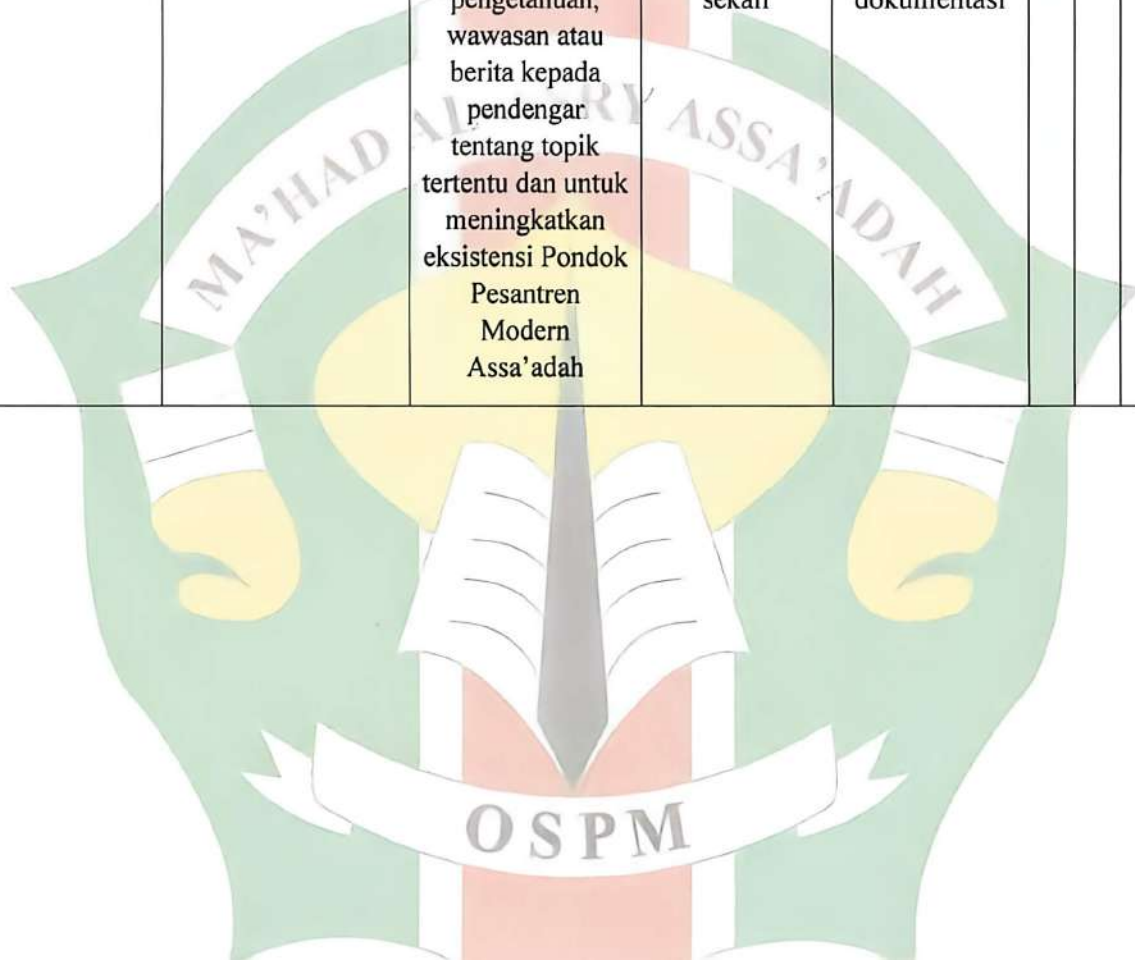 pengetahuan,
wawasan atau
berita kepada
pendengar
tentang topik
tertentu dan untuk
meningkatkan
eksistensi Pondok
Pesantren
Modern
Assa’adah
sekali
dokumentasi
MA’HAD AL RY ASSA’ADAH
OSPM